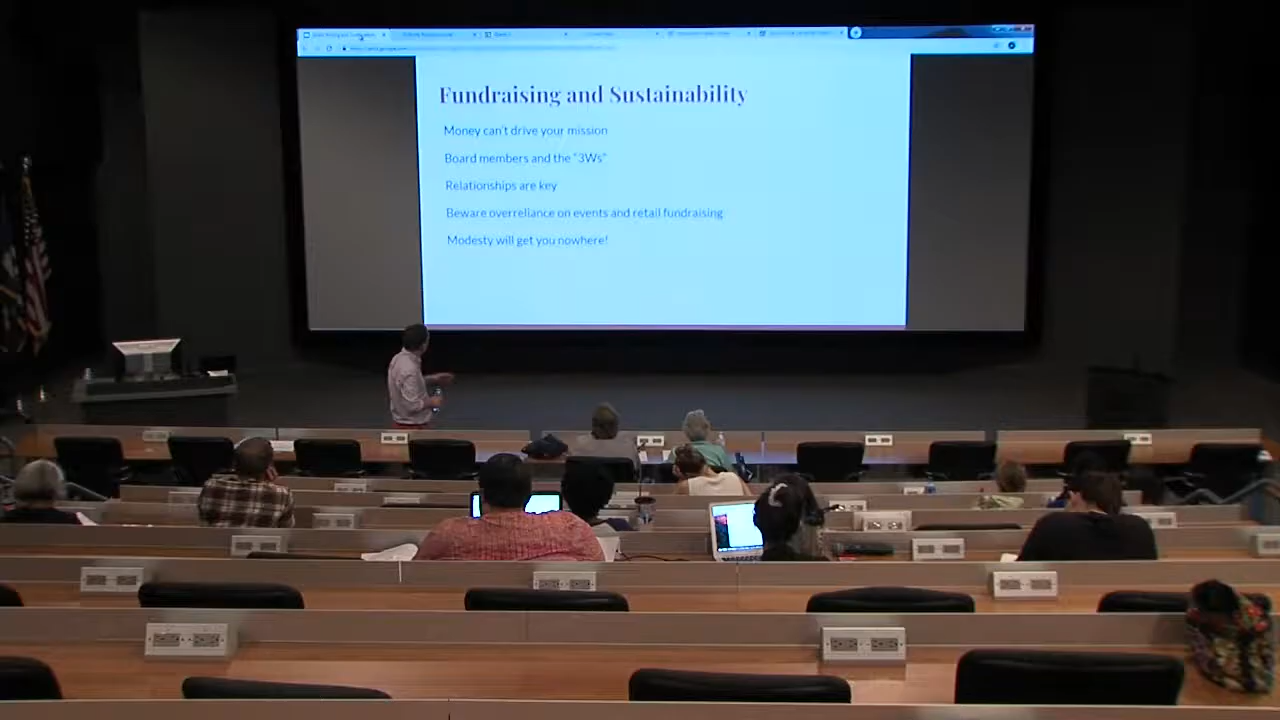 Fundraising and Sustainability
Money can't drive your mission
Board members and the "3Ws"
Relationships are key
Beware overreliance on events and retail fundraising
Modesty will get you nowhere!